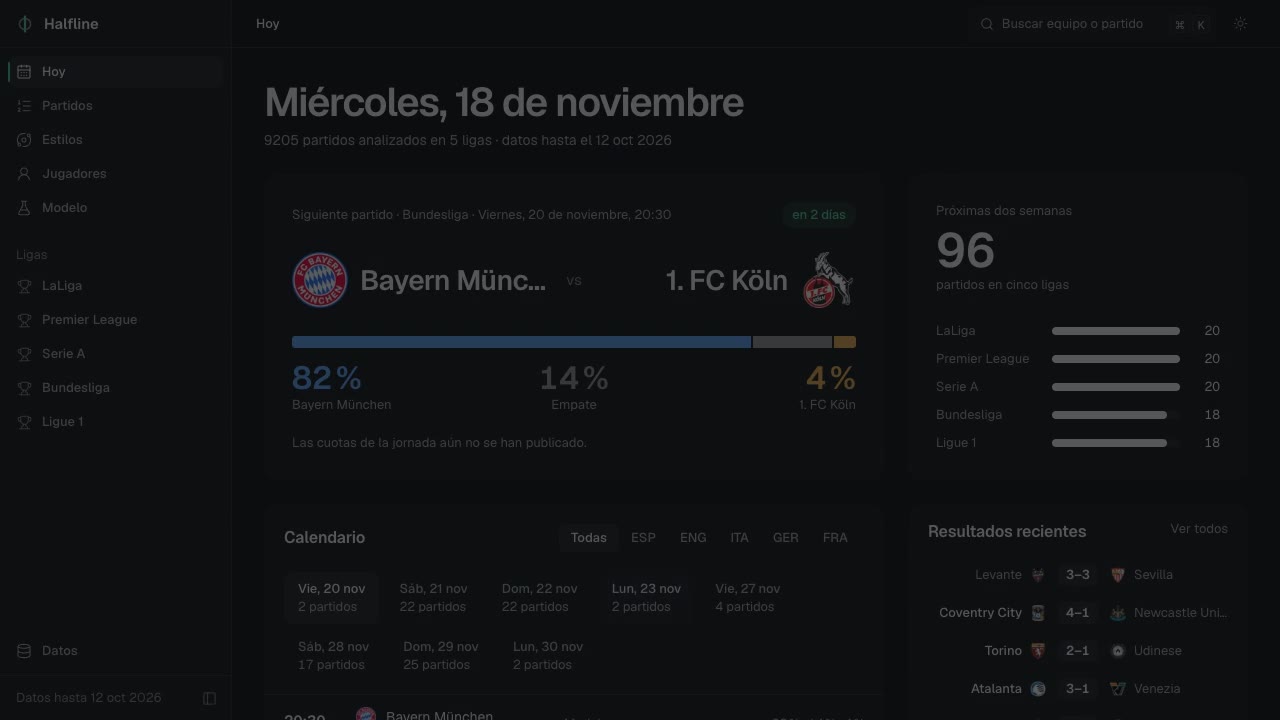 Halfline
Hoy
Partidos
Estilos
Jugadores
Modelo
Ligas
LaLiga
Premier League
Serie A
Bundesliga
Ligue 1
Datos
Datos hasta 12 oct 2026
Hoy
Buscar equipo o partido ⌘ K
Miércoles, 18 de noviembre
9205 partidos analizados en 5 ligas · datos hasta el 12 oct 2026
Siguiente partido · Bundesliga · Viernes, 20 de noviembre, 20:30
en 2 días
Bayern Münc... vs 1. FC Köln
82 % 14 % 4 %
Bayern München Empate 1. FC Köln
Las cuotas de la jornada aún no se han publicado.
Próximas dos semanas
96
partidos en cinco ligas
LaLiga 20
Premier League 20
Serie A 20
Bundesliga 18
Ligue 1 18
Calendario
Todas ESP ENG ITA GER FRA
Vie, 20 nov Sáb, 21 nov Dom, 22 nov Lun, 23 nov Vie, 27 nov
2 partidos 22 partidos 22 partidos 2 partidos 4 partidos
Sáb, 28 nov Dom, 29 nov Lun, 30 nov
17 partidos 25 partidos 2 partidos
20:30 Bayern München
Resultados recientes Ver todos
Levante 3–3 Sevilla
Coventry City 4–1 Newcastle Uni...
Torino 2–1 Udinese
Atalanta 3–1 Venezia